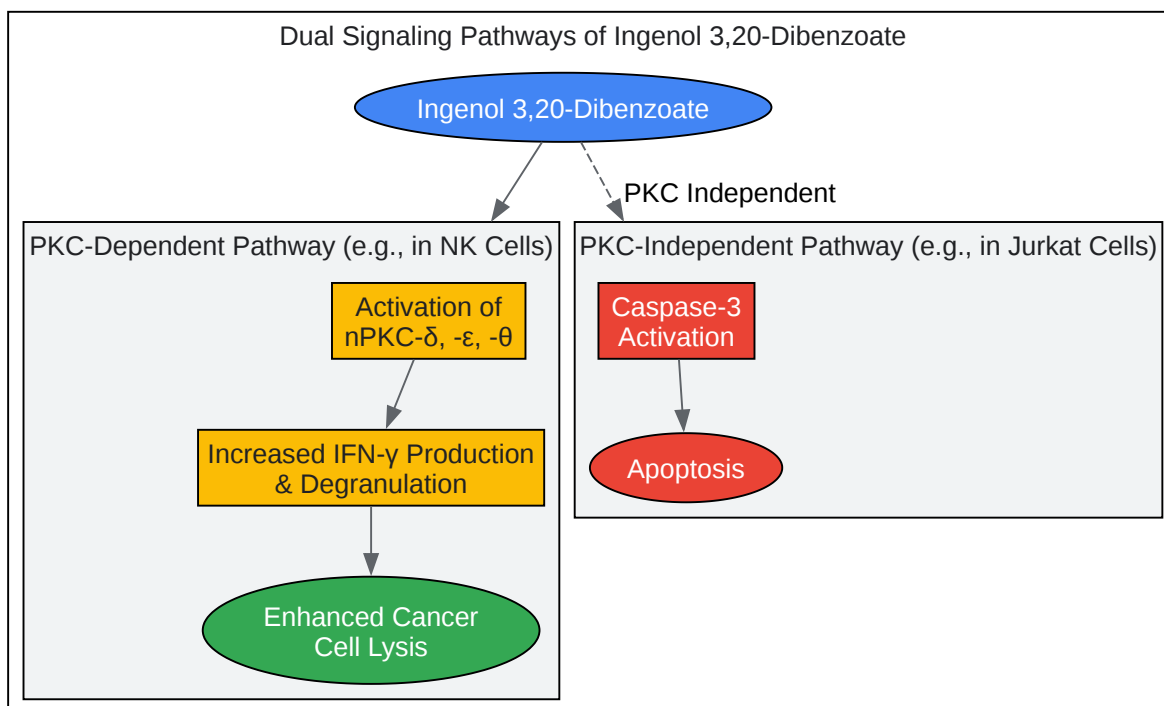 Dual Signaling Pathways of Ingenol 3,20-Dibenzoate
Ingenol 3,20-Dibenzoate
PKC Independent
PKC-Dependent Pathway (e.g., in NK Cells)
Activation of
nPKC-δ, -ε, -θ
Increased IFN-γ Production
& Degranulation
Enhanced Cancer
Cell Lysis
PKC-Independent Pathway (e.g., in Jurkat Cells)
Caspase-3
Activation
Apoptosis